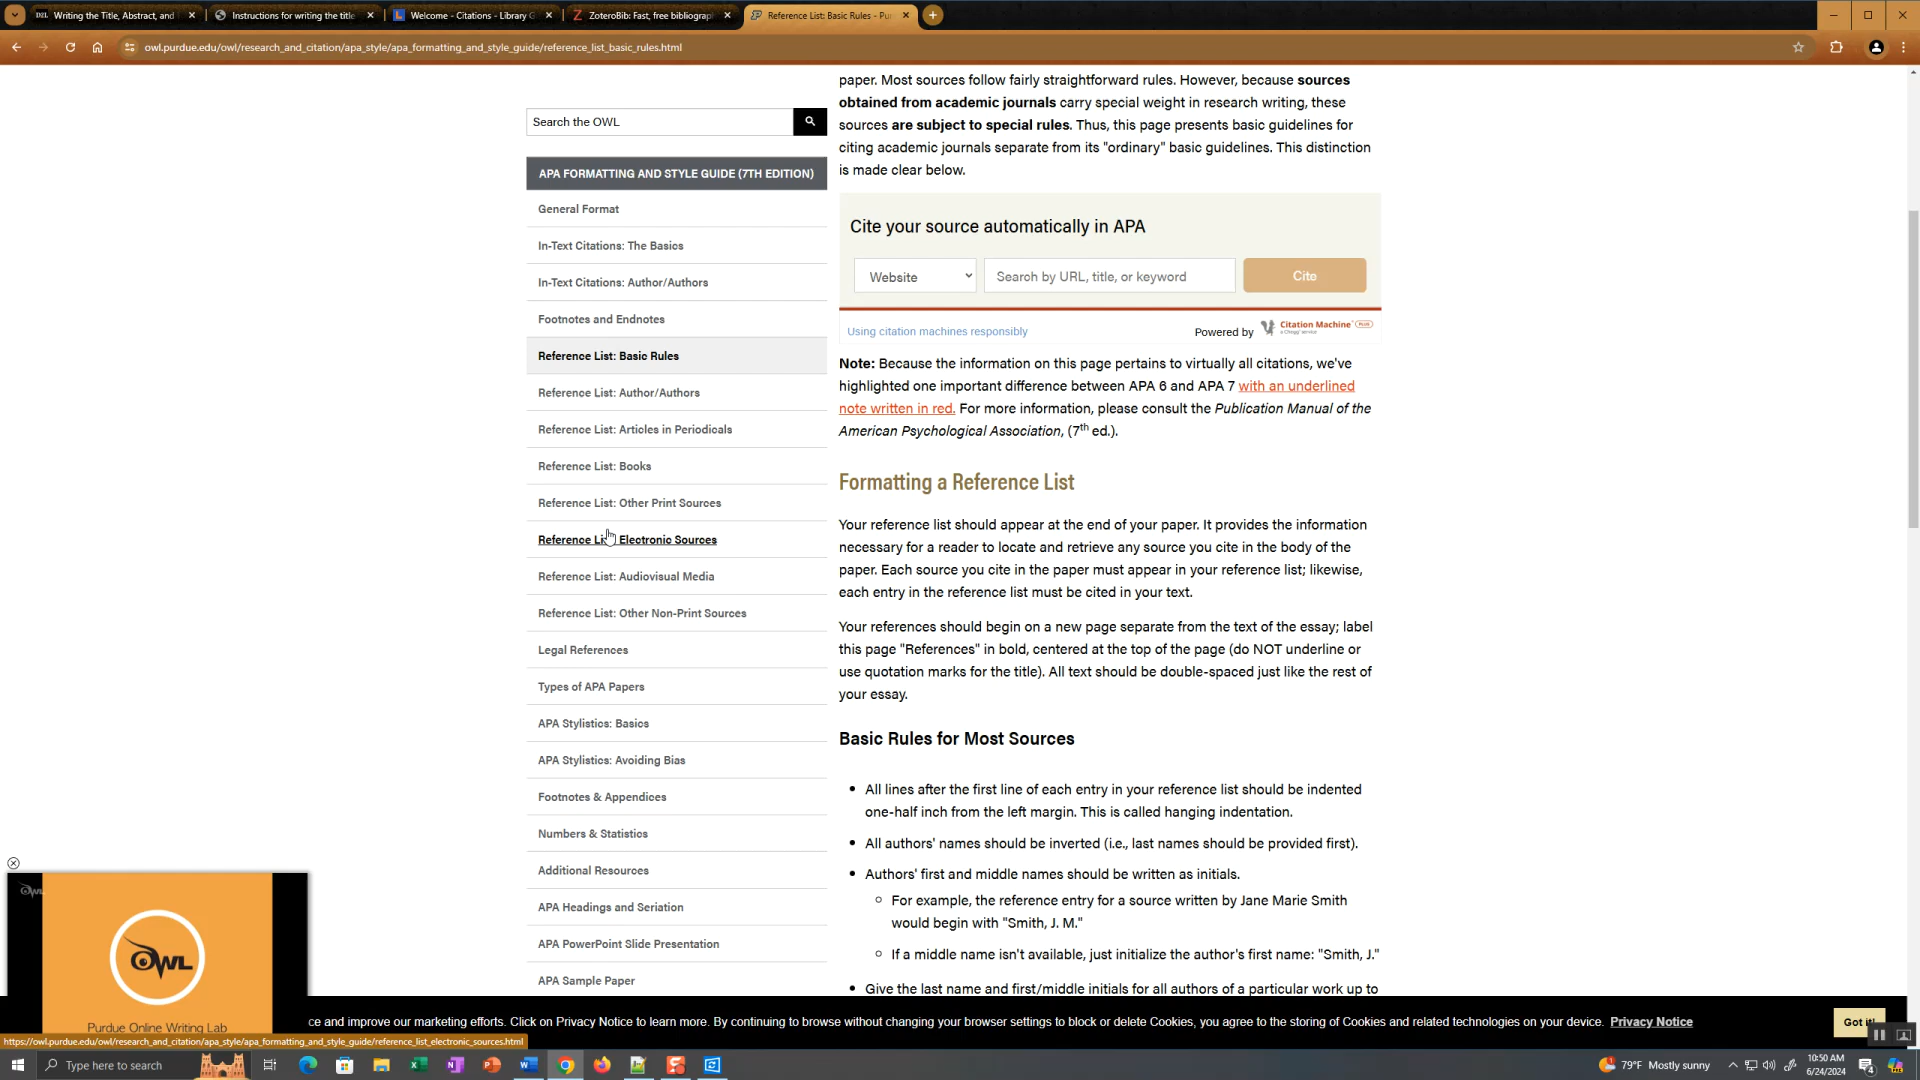 Writing the Title, Abstract, and
Instructions for writing the title
Welcome - Citations - Library G
ZoteroBib: Fast, free bibliograp
Reference List: Basic Rules - Pu
owl.purdue.edu/owl/research_and_citation/apa_style/apa_formatting_and_style_guide/reference_list_basic_rules.html
Search the OWL
APA FORMATTING AND STYLE GUIDE (7TH EDITION)
General Format
In-Text Citations: The Basics
In-Text Citations: Author/Authors
Footnotes and Endnotes
Reference List: Basic Rules
Reference List: Author/Authors
Reference List: Articles in Periodicals
Reference List: Books
Reference List: Other Print Sources
Reference List: Electronic Sources
Reference List: Audiovisual Media
Reference List: Other Non-Print Sources
Legal References
Types of APA Papers
APA Stylistics: Basics
APA Stylistics: Avoiding Bias
Footnotes & Appendices
Numbers & Statistics
Additional Resources
APA Headings and Seriation
APA PowerPoint Slide Presentation
APA Sample Paper
paper. Most sources follow fairly straightforward rules. However, because sources
obtained from academic journals carry special weight in research writing, these
sources are subject to special rules. Thus, this page presents basic guidelines for
citing academic journals separate from its "ordinary" basic guidelines. This distinction
is made clear below.
Cite your source automatically in APA
Website
Search by URL, title, or keyword
Cite
Using citation machines responsibly
Powered by
Citation Machine PLUS
a Chegg service
Note: Because the information on this page pertains to virtually all citations, we've
highlighted one important difference between APA 6 and APA 7 with an underlined
note written in red. For more information, please consult the Publication Manual of the
American Psychological Association, (7th ed.).
Formatting a Reference List
Your reference list should appear at the end of your paper. It provides the information
necessary for a reader to locate and retrieve any source you cite in the body of the
paper. Each source you cite in the paper must appear in your reference list; likewise,
each entry in the reference list must be cited in your text.
Your references should begin on a new page separate from the text of the essay; label
this page "References" in bold, centered at the top of the page (do NOT underline or
use quotation marks for the title). All text should be double-spaced just like the rest of
your essay.
Basic Rules for Most Sources
All lines after the first line of each entry in your reference list should be indented
one-half inch from the left margin. This is called hanging indentation.
All authors' names should be inverted (i.e., last names should be provided first).
Authors' first and middle names should be written as initials.
For example, the reference entry for a source written by Jane Marie Smith
would begin with "Smith, J. M."
If a middle name isn't available, just initialize the author's first name: "Smith, J."
Give the last name and first/middle initials for all authors of a particular work up to
OWL
OWL
Purdue Online Writing Lab
ce and improve our marketing efforts. Click on Privacy Notice to learn more. By continuing to browse without changing your browser settings to block or delete Cookies, you agree to the storing of Cookies and related technologies on your device. Privacy Notice
Got it!
https://owl.purdue.edu/owl/research_and_citation/apa_style/apa_formatting_and_style_guide/reference_list_electronic_sources.html
Type here to search
79°F Mostly sunny
10:50 AM
6/24/2024
4